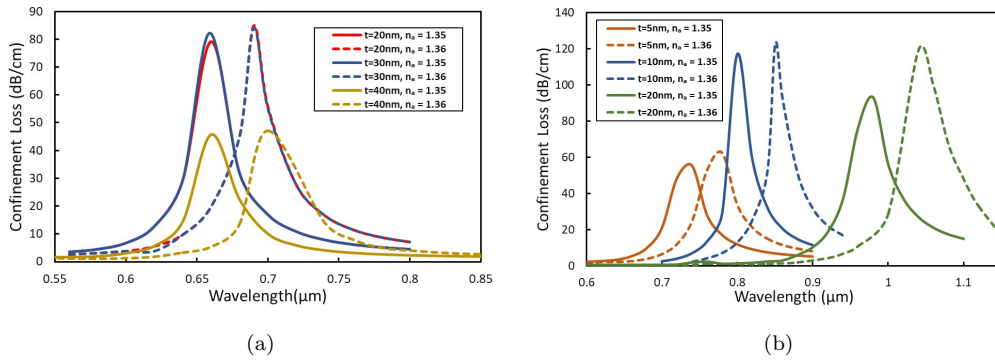 90
80
70
60
50
40
30
20
10
0
0.55 0.6 0.65 0.7 0.75 0.8 0.85
Confinement Loss (dB/cm)
Wavelength(μm)
t=20nm, nₐ = 1.35
t=20nm, nₐ = 1.36
t=30nm, nₐ = 1.35
t=30nm, nₐ = 1.36
t=40nm, nₐ = 1.35
t=40nm, nₐ = 1.36
(a)
140
120
100
80
60
40
20
0
0.6 0.7 0.8 0.9 1 1.1
Confinement Loss (dB/cm)
Wavelength (μm)
t=5nm, nₐ = 1.35
t=5nm, nₐ = 1.36
t=10nm, nₐ = 1.35
t=10nm, nₐ = 1.36
t=20nm, nₐ = 1.35
t=20nm, nₐ = 1.36
(b)